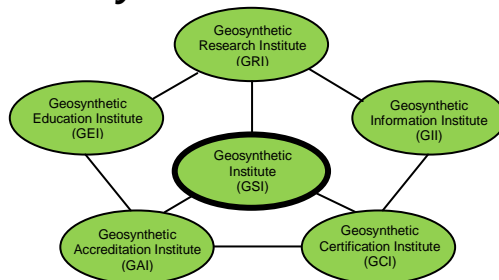 Geosynthetic
Research Institute
(GRI)
Geosynthetic
Education Institute
(GEI)
Geosynthetic
Information Institute
(GII)
Geosynthetic
Institute
(GSI)
Geosynthetic
Accreditation Institute
(GAI)
Geosynthetic
Certification Institute
(GCI)